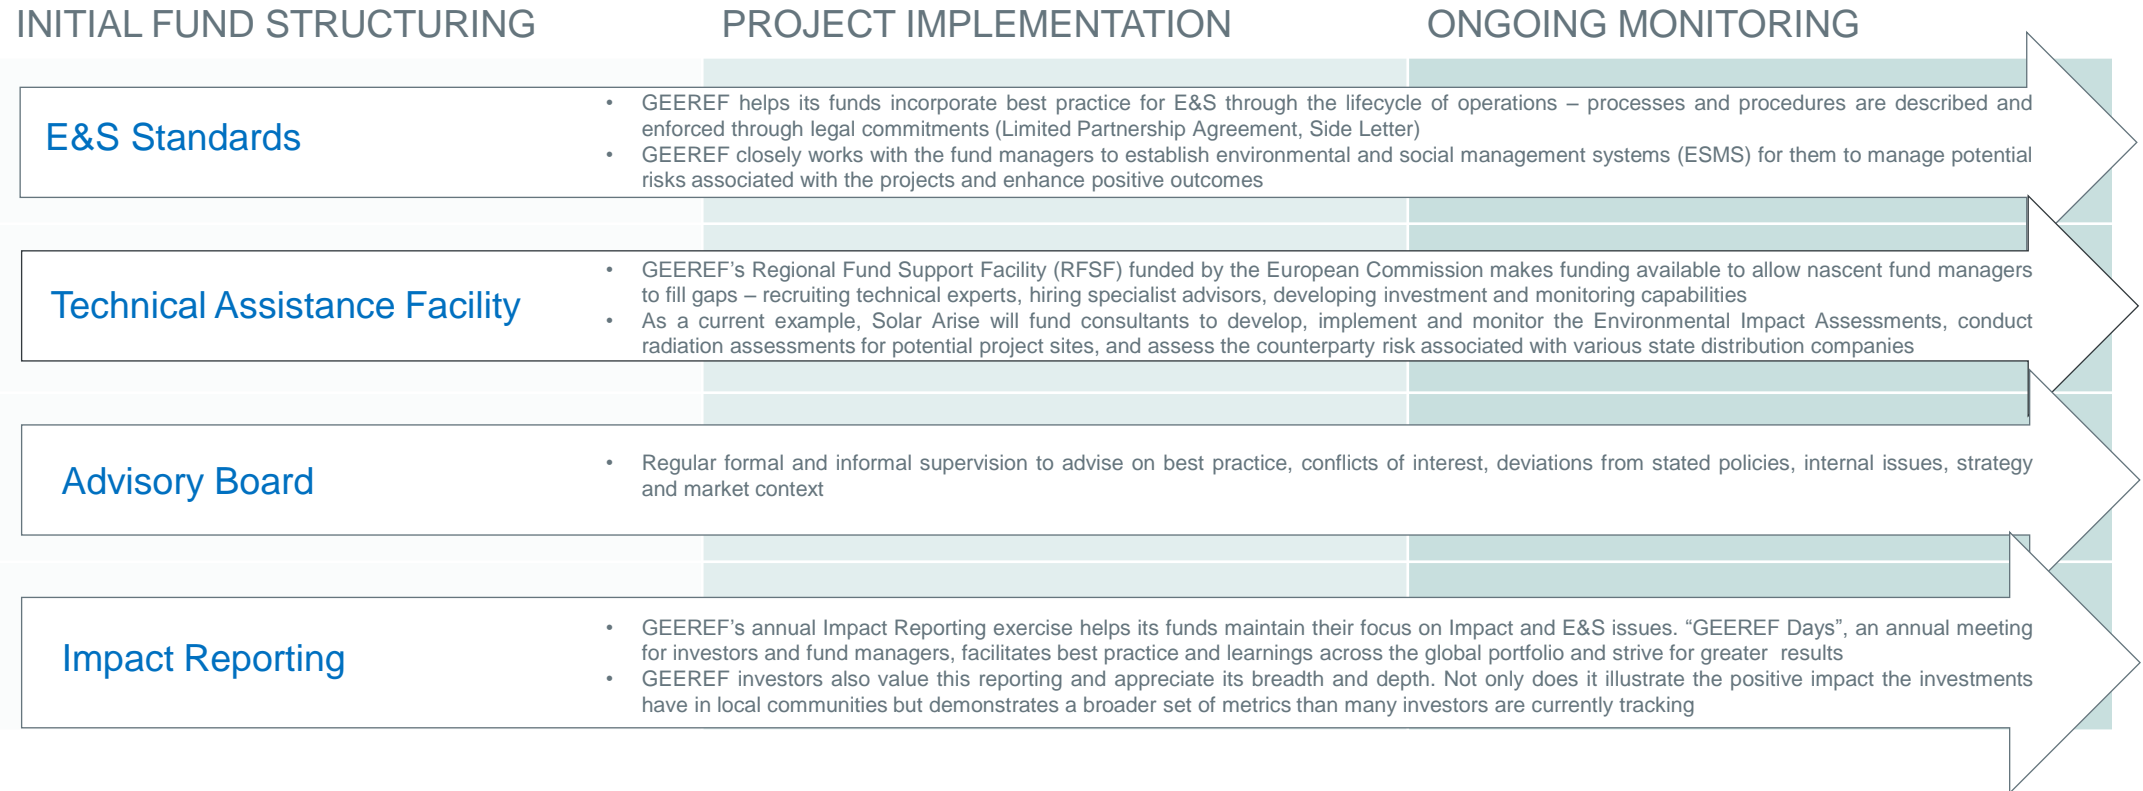 INITIAL FUND STRUCTURING PROJECT IMPLEMENTATION ONGOING MONITORING
E&S Standards
• GEEREF helps its funds incorporate best practice for E&S through the lifecycle of operations – processes and procedures are described and
enforced through legal commitments (Limited Partnership Agreement, Side Letter)
• GEEREF closely works with the fund managers to establish environmental and social management systems (ESMS) for them to manage potential
risks associated with the projects and enhance positive outcomes
Technical Assistance Facility
• GEEREF’s Regional Fund Support Facility (RFSF) funded by the European Commission makes funding available to allow nascent fund managers
to fill gaps – recruiting technical experts, hiring specialist advisors, developing investment and monitoring capabilities
• As a current example, Solar Arise will fund consultants to develop, implement and monitor the Environmental Impact Assessments, conduct
radiation assessments for potential project sites, and assess the counterparty risk associated with various state distribution companies
Advisory Board
• Regular formal and informal supervision to advise on best practice, conflicts of interest, deviations from stated policies, internal issues, strategy
and market context
Impact Reporting
• GEEREF’s annual Impact Reporting exercise helps its funds maintain their focus on Impact and E&S issues. “GEEREF Days”, an annual meeting
for investors and fund managers, facilitates best practice and learnings across the global portfolio and strive for greater results
• GEEREF investors also value this reporting and appreciate its breadth and depth. Not only does it illustrate the positive impact the investments
have in local communities but demonstrates a broader set of metrics than many investors are currently tracking